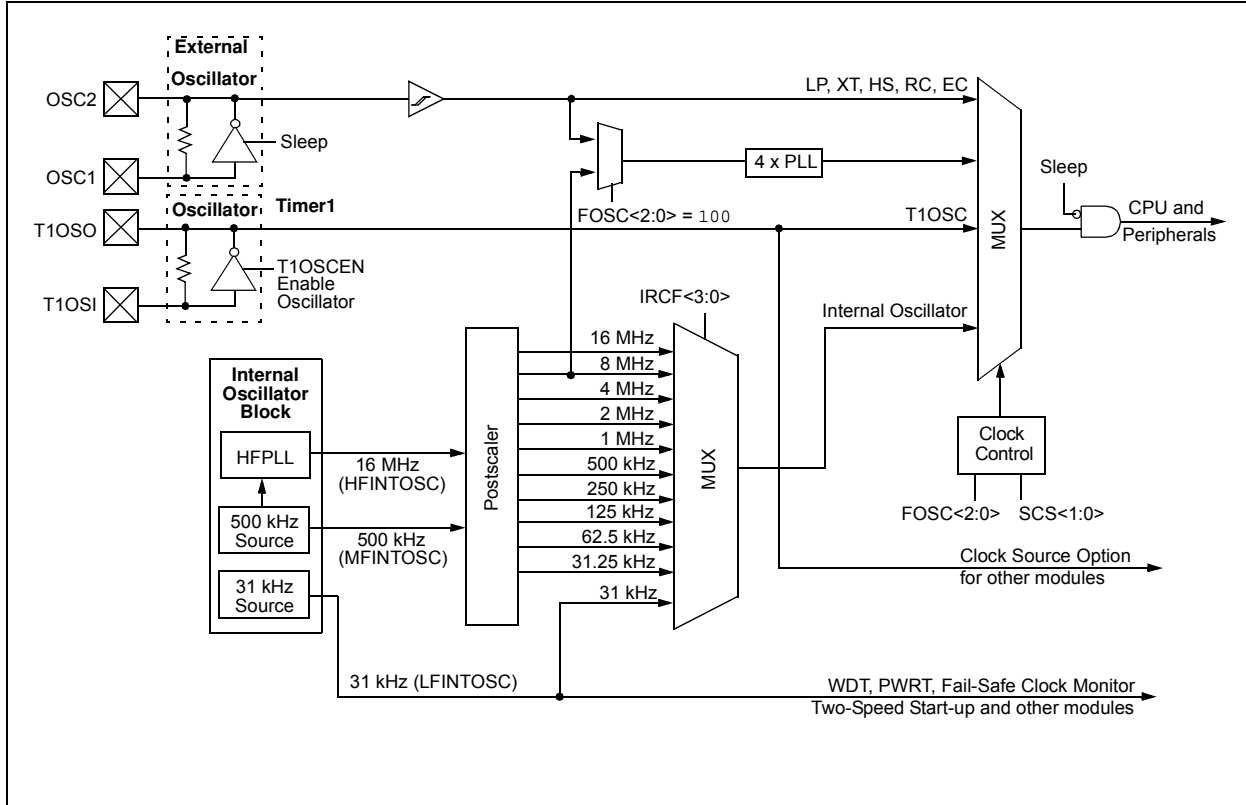 External
Oscillator
OSC2
Sleep
OSC1
LP, XT, HS, RC, EC
4 x PLL
FOSC<2:0> = 100
MUX
Sleep
CPU and
Peripherals
Oscillator
Timer1
T1OSO
T1OSC
T1OSCEN
Enable
Oscillator
T1OSI
IRCF<3:0>
Internal Oscillator
Internal
Oscillator
Block
HFPLL
16 MHz
(HFINTOSC)
500 kHz
Source
500 kHz
(MFINTOSC)
31 kHz
Source
Postscaler
16 MHz
8 MHz
4 MHz
2 MHz
1 MHz
500 kHz
250 kHz
125 kHz
62.5 kHz
31.25 kHz
31 kHz
MUX
Clock
Control
FOSC<2:0>
SCS<1:0>
Clock Source Option
for other modules
31 kHz (LFINTOSC)
WDT, PWRT, Fail-Safe Clock Monitor
Two-Speed Start-up and other modules